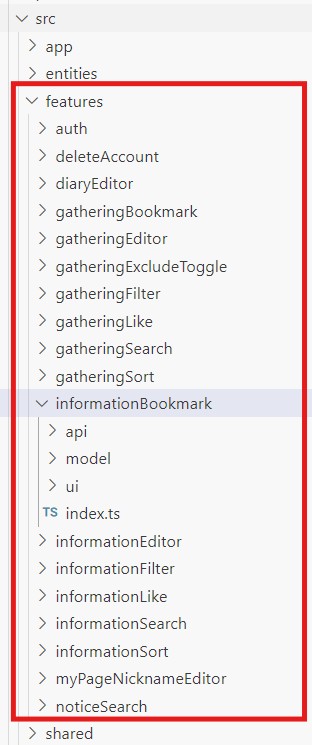 src
app
entities
features
auth
deleteAccount
diaryEditor
gatheringBookmark
gatheringEditor
gatheringExcludeToggle
gatheringFilter
gatheringLike
gatheringSearch
gatheringSort
informationBookmark
api
model
ui
TS index.ts
informationEditor
informationFilter
informationLike
informationSearch
informationSort
myPageNicknameEditor
noticeSearch
shared